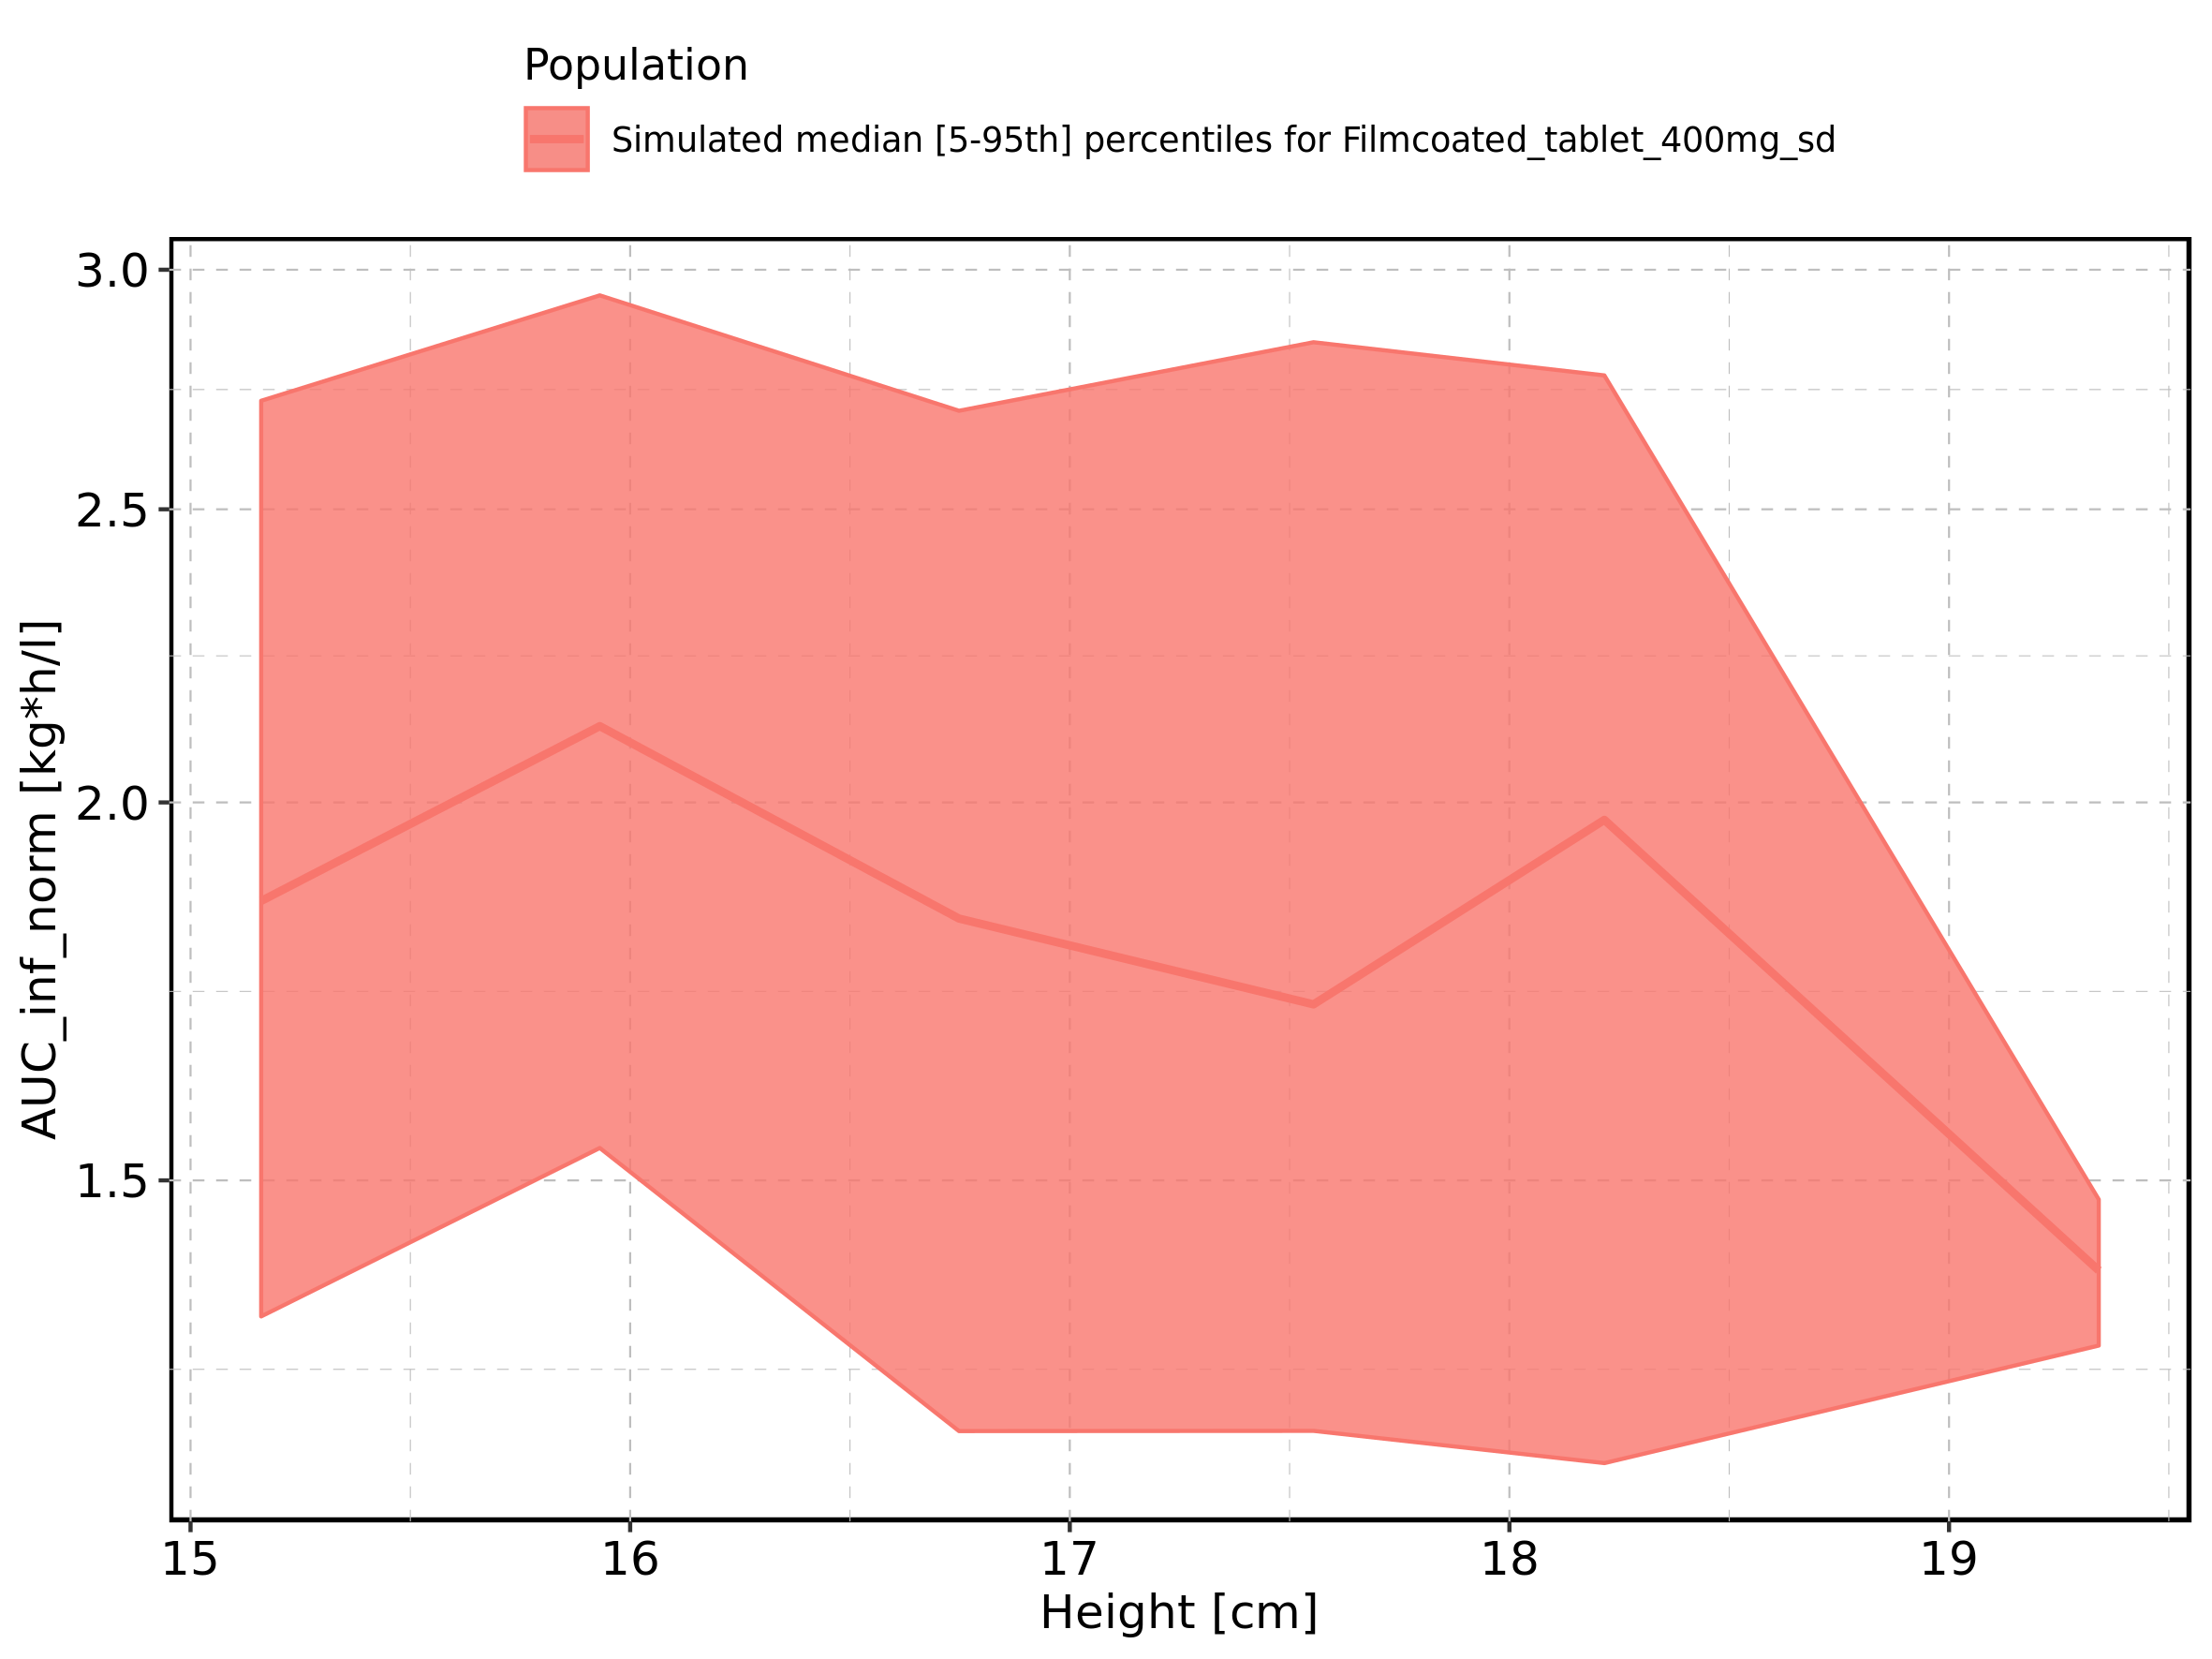 Population
Simulated median [5-95th] percentiles for Filmcoated_tablet_400mg_sd
3.0
2.5
2.0
1.5
AUC_inf_norm [kg*h/l]
15 16 17 18 19
Height [cm]